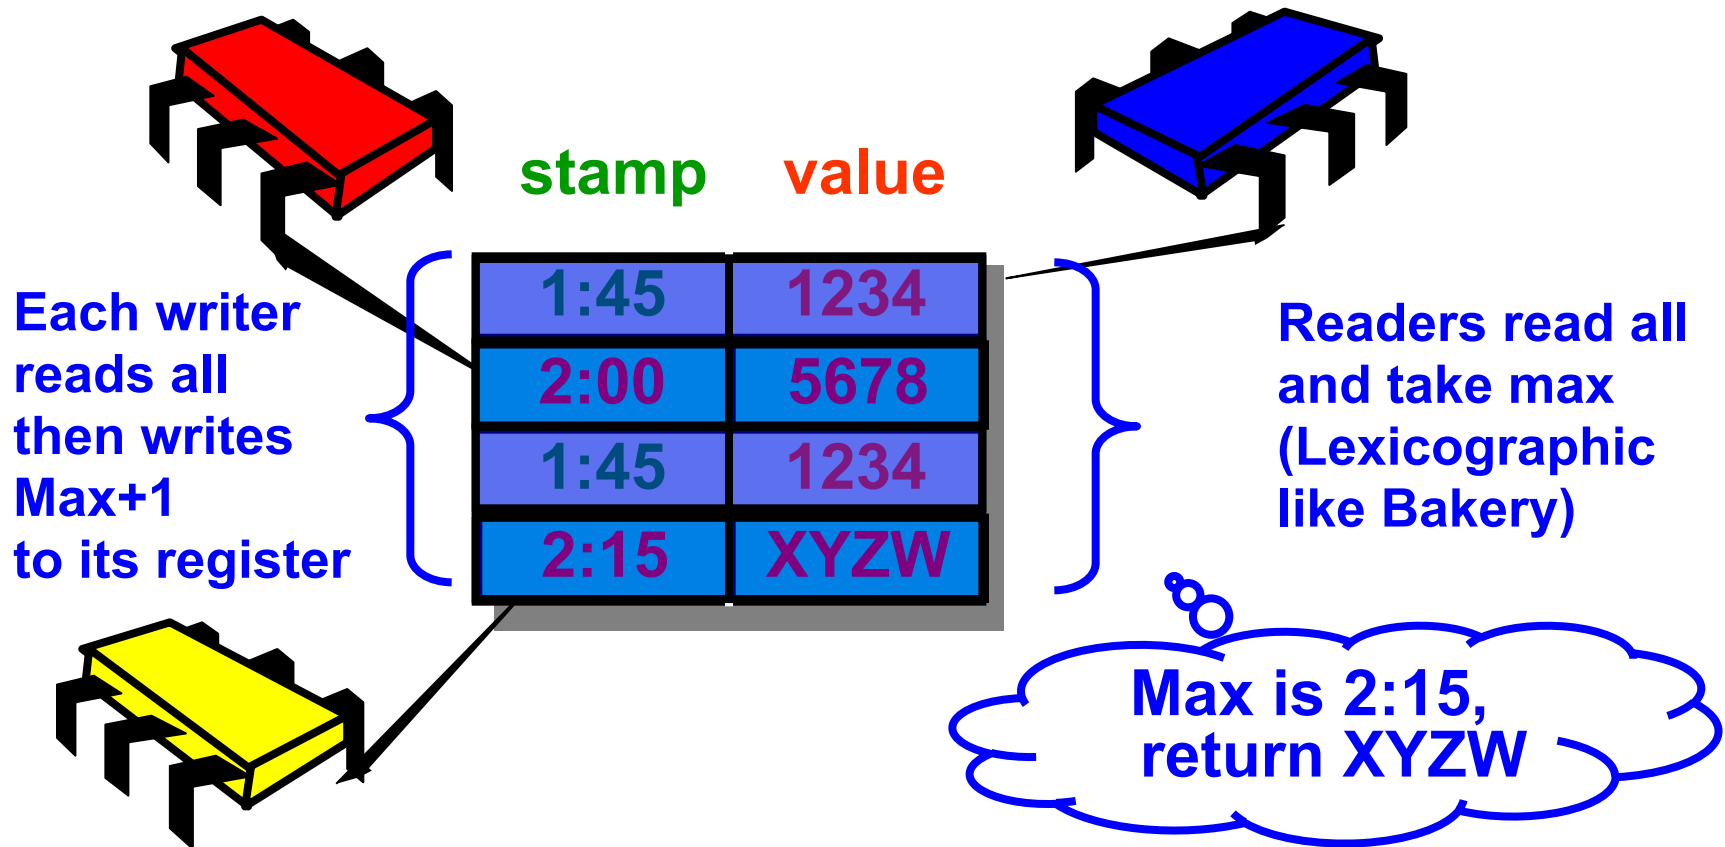 stamp value
Each writer
reads all
then writes
Max+1
to its register
1:45 1234
2:00 5678
1:45 1234
2:15 XYZW
Readers read all
and take max
(Lexicographic
like Bakery)
Max is 2:15,
return XYZW